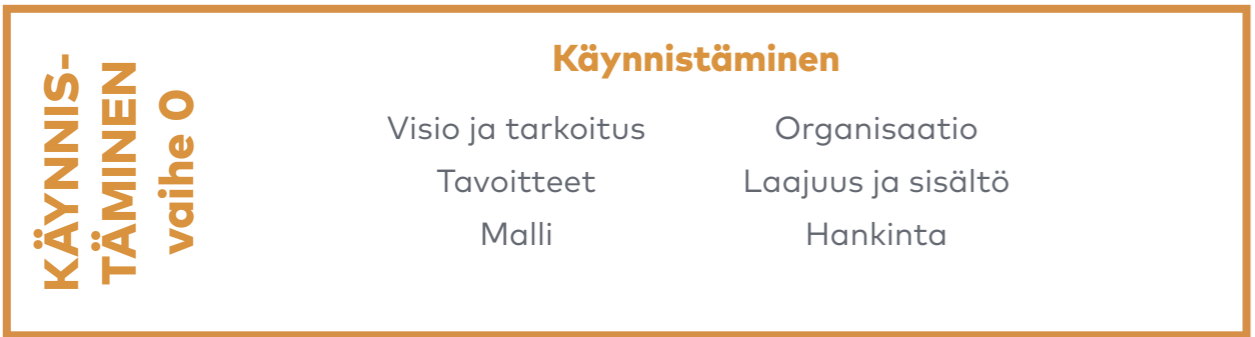 KÄYNNIS-
TÄMINEN
vaihe 0
Käynnistäminen
Visio ja tarkoitus
Tavoitteet
Malli
Organisaatio
Laajuus ja sisältö
Hankinta